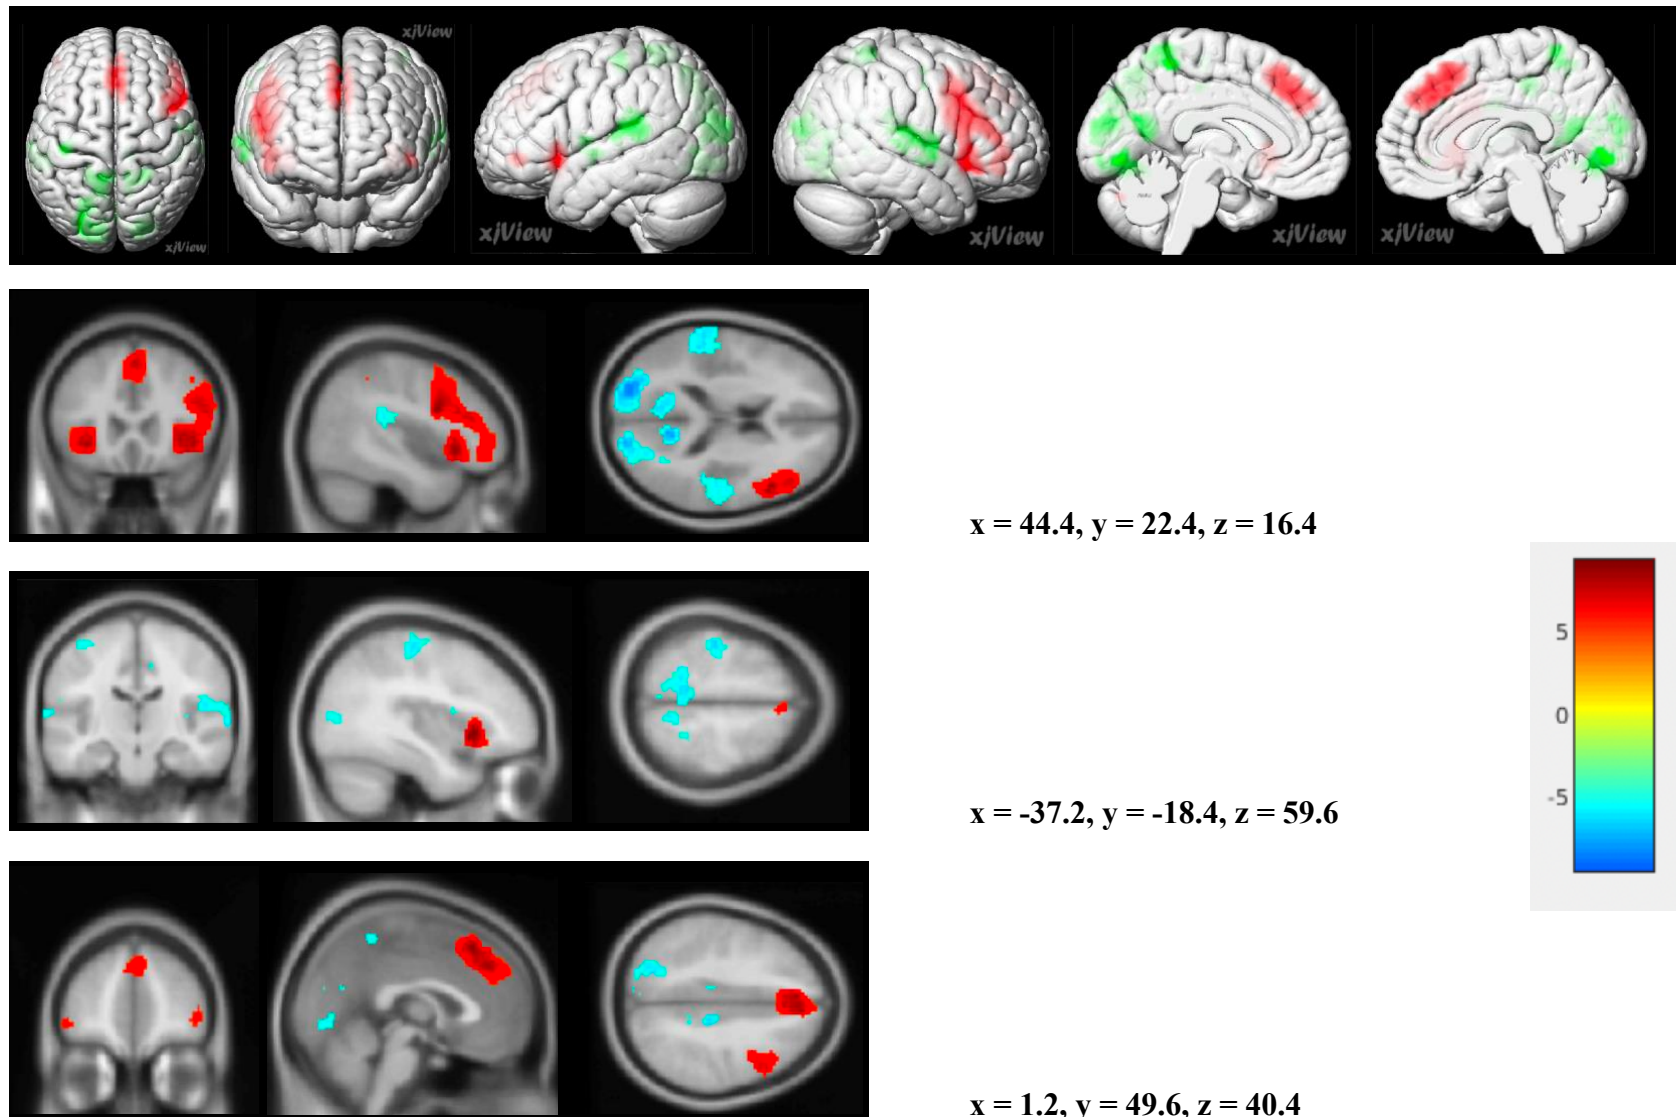 xjView
xjView
xjView
xjView
xjView
xjView
x = 44.4, y = 22.4, z = 16.4
5
0
-5
x = -37.2, y = -18.4, z = 59.6
x = 1.2, y = 49.6, z = 40.4